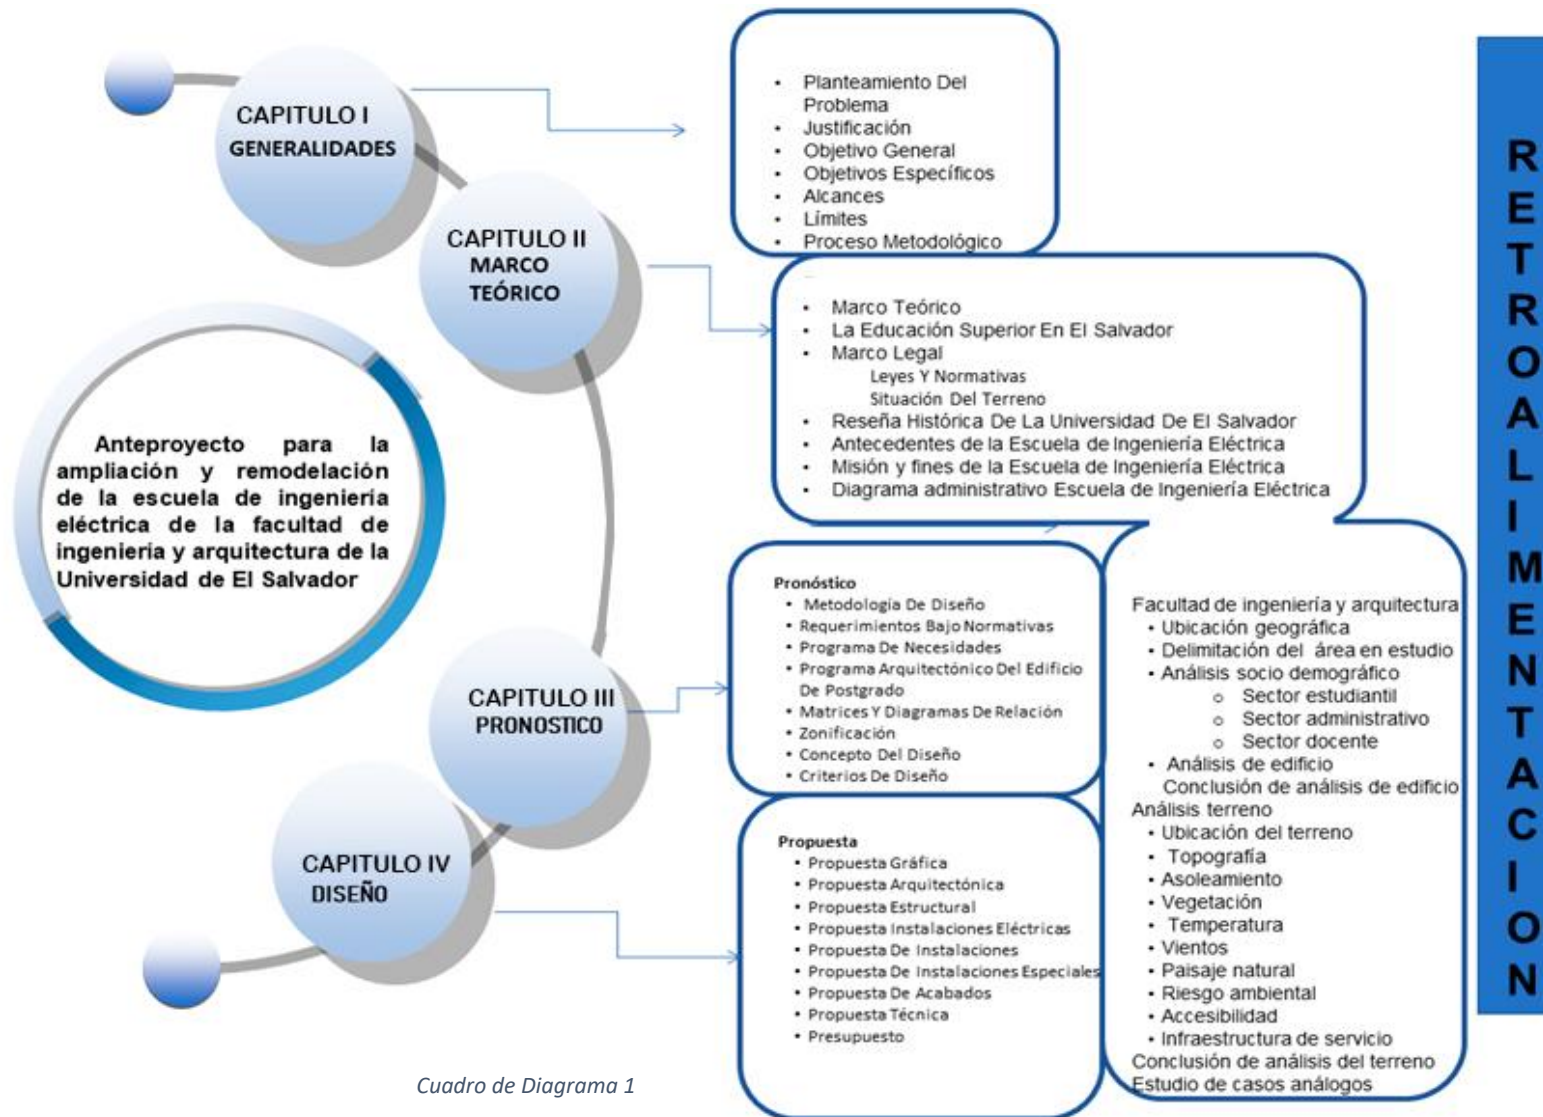 CAPITULO I
GENERALIDADES
• Planteamiento Del
Problema
• Justificación
• Objetivo General
• Objetivos Específicos
• Alcances
• Límites
• Proceso Metodológico
CAPITULO II
MARCO
TEÓRICO
• Marco Teórico
• La Educación Superior En El Salvador
• Marco Legal
Leyes Y Normativas
Situación Del Terreno
• Reseña Histórica De La Universidad De El Salvador
• Antecedentes de la Escuela de Ingeniería Eléctrica
• Misión y fines de la Escuela de Ingeniería Eléctrica
• Diagrama administrativo Escuela de Ingeniería Eléctrica
Anteproyecto para la
ampliación y remodelación
de la escuela de ingeniería
eléctrica de la facultad de
ingeniería y arquitectura de la
Universidad de El Salvador
CAPITULO III
PRONOSTICO
Pronóstico
• Metodología De Diseño
• Requerimientos Bajo Normativas
• Programa De Necesidades
• Programa Arquitectónico Del Edificio
De Postgrado
• Matrices Y Diagramas De Relación
• Zonificación
• Concepto Del Diseño
• Criterios De Diseño
Facultad de ingeniería y arquitectura
• Ubicación geográfica
• Delimitación del área en estudio
• Análisis socio demográfico
o Sector estudiantil
o Sector administrativo
o Sector docente
• Análisis de edificio
Conclusión de análisis de edificio
Análisis terreno
• Ubicación del terreno
• Topografía
• Asoleamiento
• Vegetación
• Temperatura
• Vientos
• Paisaje natural
• Riesgo ambiental
• Accesibilidad
• Infraestructura de servicio
Conclusión de análisis del terreno
Estudio de casos análogos
CAPITULO IV
DISEÑO
Propuesta
• Propuesta Gráfica
• Propuesta Arquitectónica
• Propuesta Estructural
• Propuesta Instalaciones Eléctricas
• Propuesta De Instalaciones
• Propuesta De Instalaciones Especiales
• Propuesta De Acabados
• Propuesta Técnica
• Presupuesto
RETROALIMENTACION
Cuadro de Diagrama 1